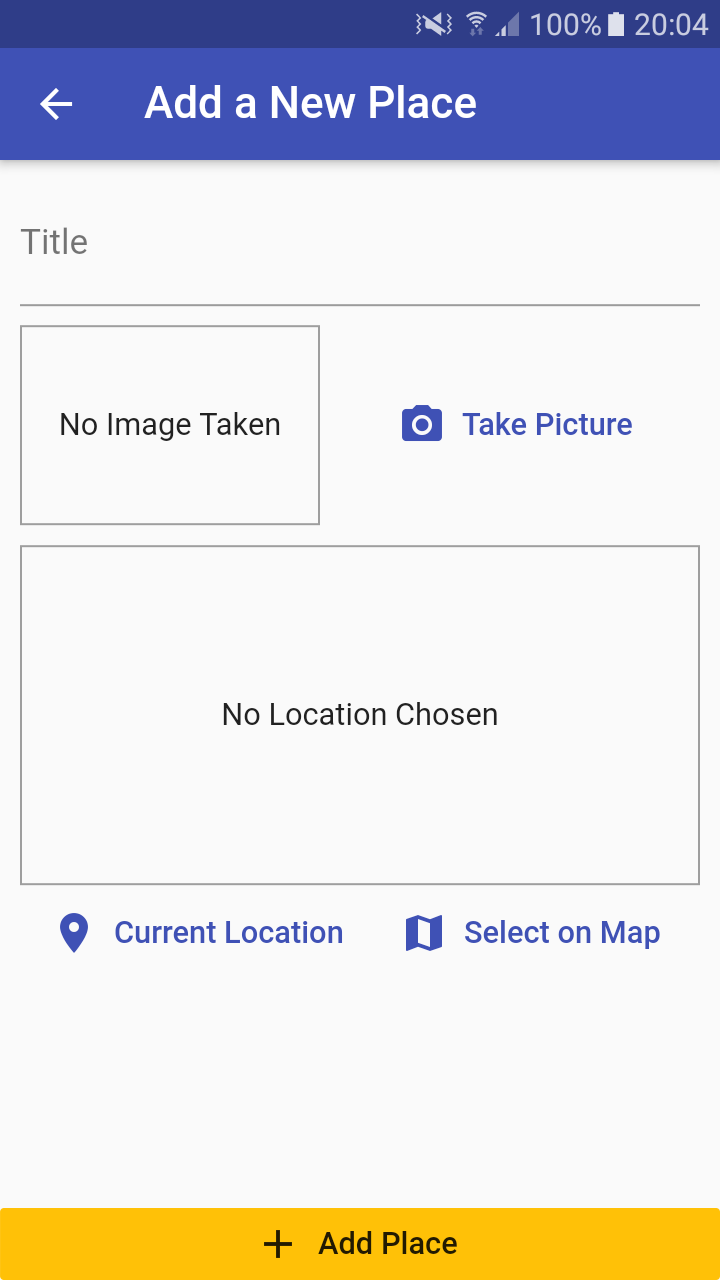 100% 20:04
Add a New Place
Title
No Image Taken
Take Picture
No Location Chosen
Current Location
Select on Map
Add Place